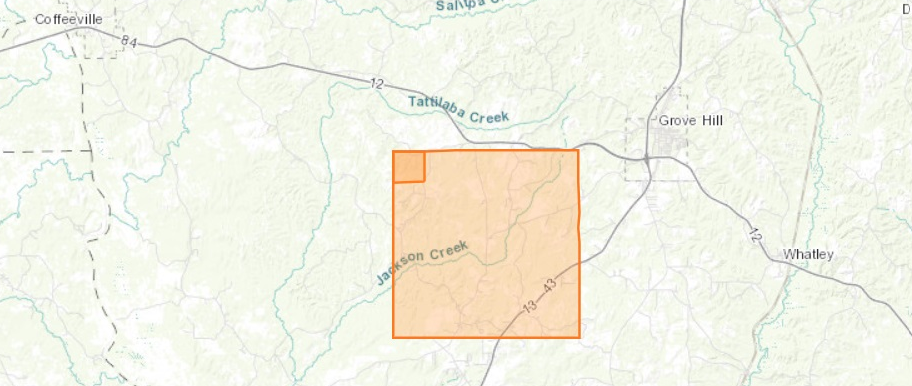 Coffeeville
84
12
Tattilaba Creek
Grove Hill
Jackson Creek
12
Whatley
13
43